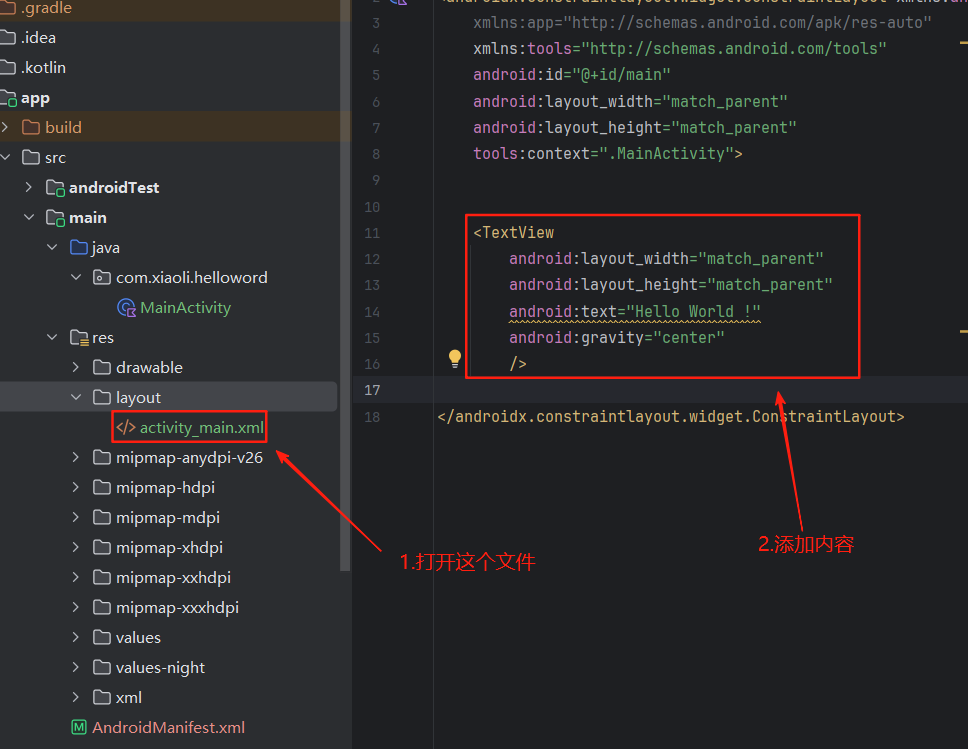 .gradle
.idea
.kotlin
app
build
src
androidTest
main
java
com.xiaoli.helloword
MainActivity
res
drawable
layout
activity_main.xml
mipmap-anydpi-v26
mipmap-hdpi
mipmap-mdpi
mipmap-xhdpi
mipmap-xxhdpi
mipmap-xxxhdpi
values
values-night
xml
AndroidManifest.xml
3 xmlns:app="http://schemas.android.com/apk/res-auto"
4 xmlns:tools="http://schemas.android.com/tools"
5 android:id="@+id/main"
6 android:layout_width="match_parent"
7 android:layout_height="match_parent"
8 tools:context=".MainActivity">
9
10
11 <TextView
12 android:layout_width="match_parent"
13 android:layout_height="match_parent"
14 android:text="Hello World !"
15 android:gravity="center"
16 />
17
18 </androidx.constraintlayout.widget.ConstraintLayout>
1.打开这个文件
2.添加内容